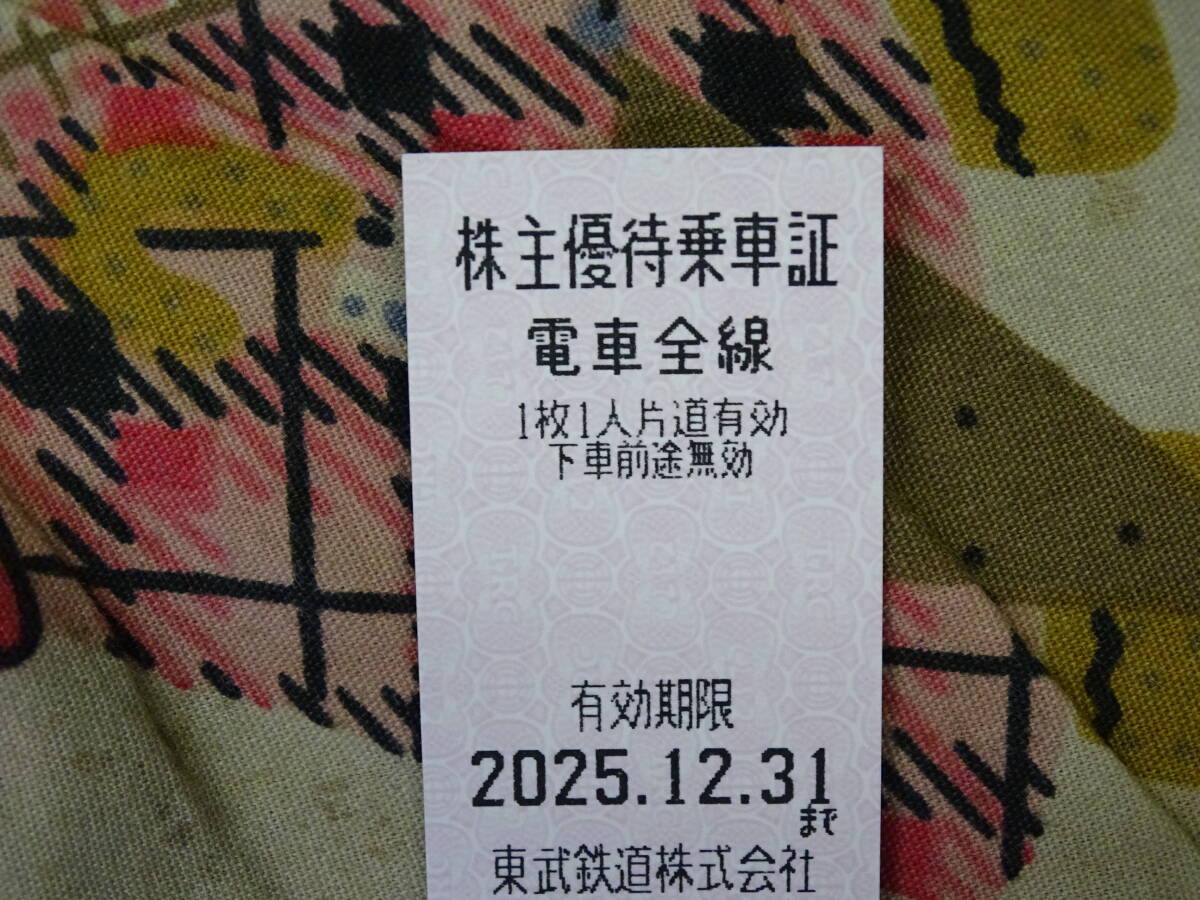 株主優待乗車証
電車全線
1枚1人片道有効
下車前途無効
有効期限
2025.12.31
まで
東武鉄道株式会社